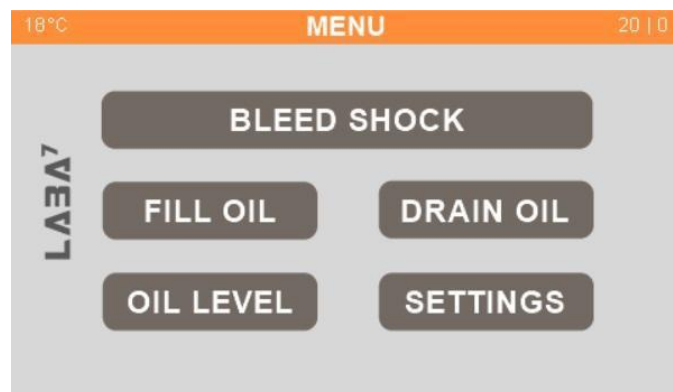 18°C MENU 20 | 0
BLEED SHOCK
LABA7
FILL OIL DRAIN OIL
OIL LEVEL SETTINGS